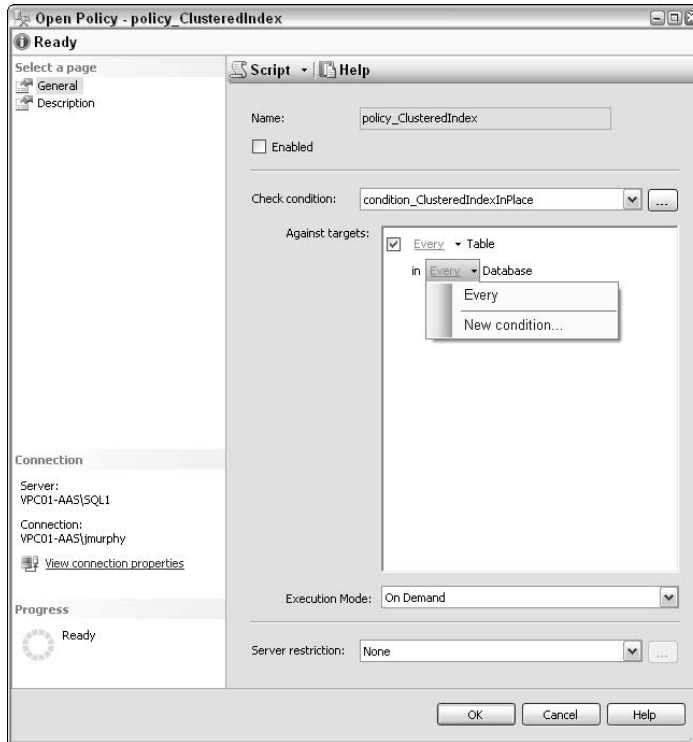 Open Policy - policy_ClusteredIndex
Ready
Select a page
General
Description
Script
Help
Name:
policy_ClusteredIndex
Enabled
Check condition:
condition_ClusteredIndexInPlace
...
Against targets:
Every Table
in Every Database
Every
New condition...
Connection
Server:
VPC01-AAS\SQL1
Connection:
VPC01-AAS\jmurphy
View connection properties
Progress
Ready
Execution Mode:
On Demand
Server restriction:
None
...
OK
Cancel
Help